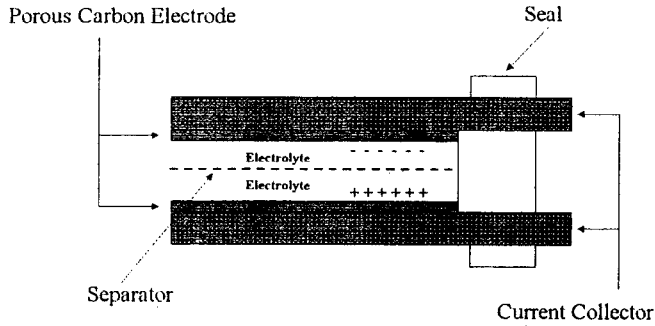 Porous Carbon Electrode
Seal
- - - - - -
Electrolyte
Electrolyte
++++++
Separator
Current Collector